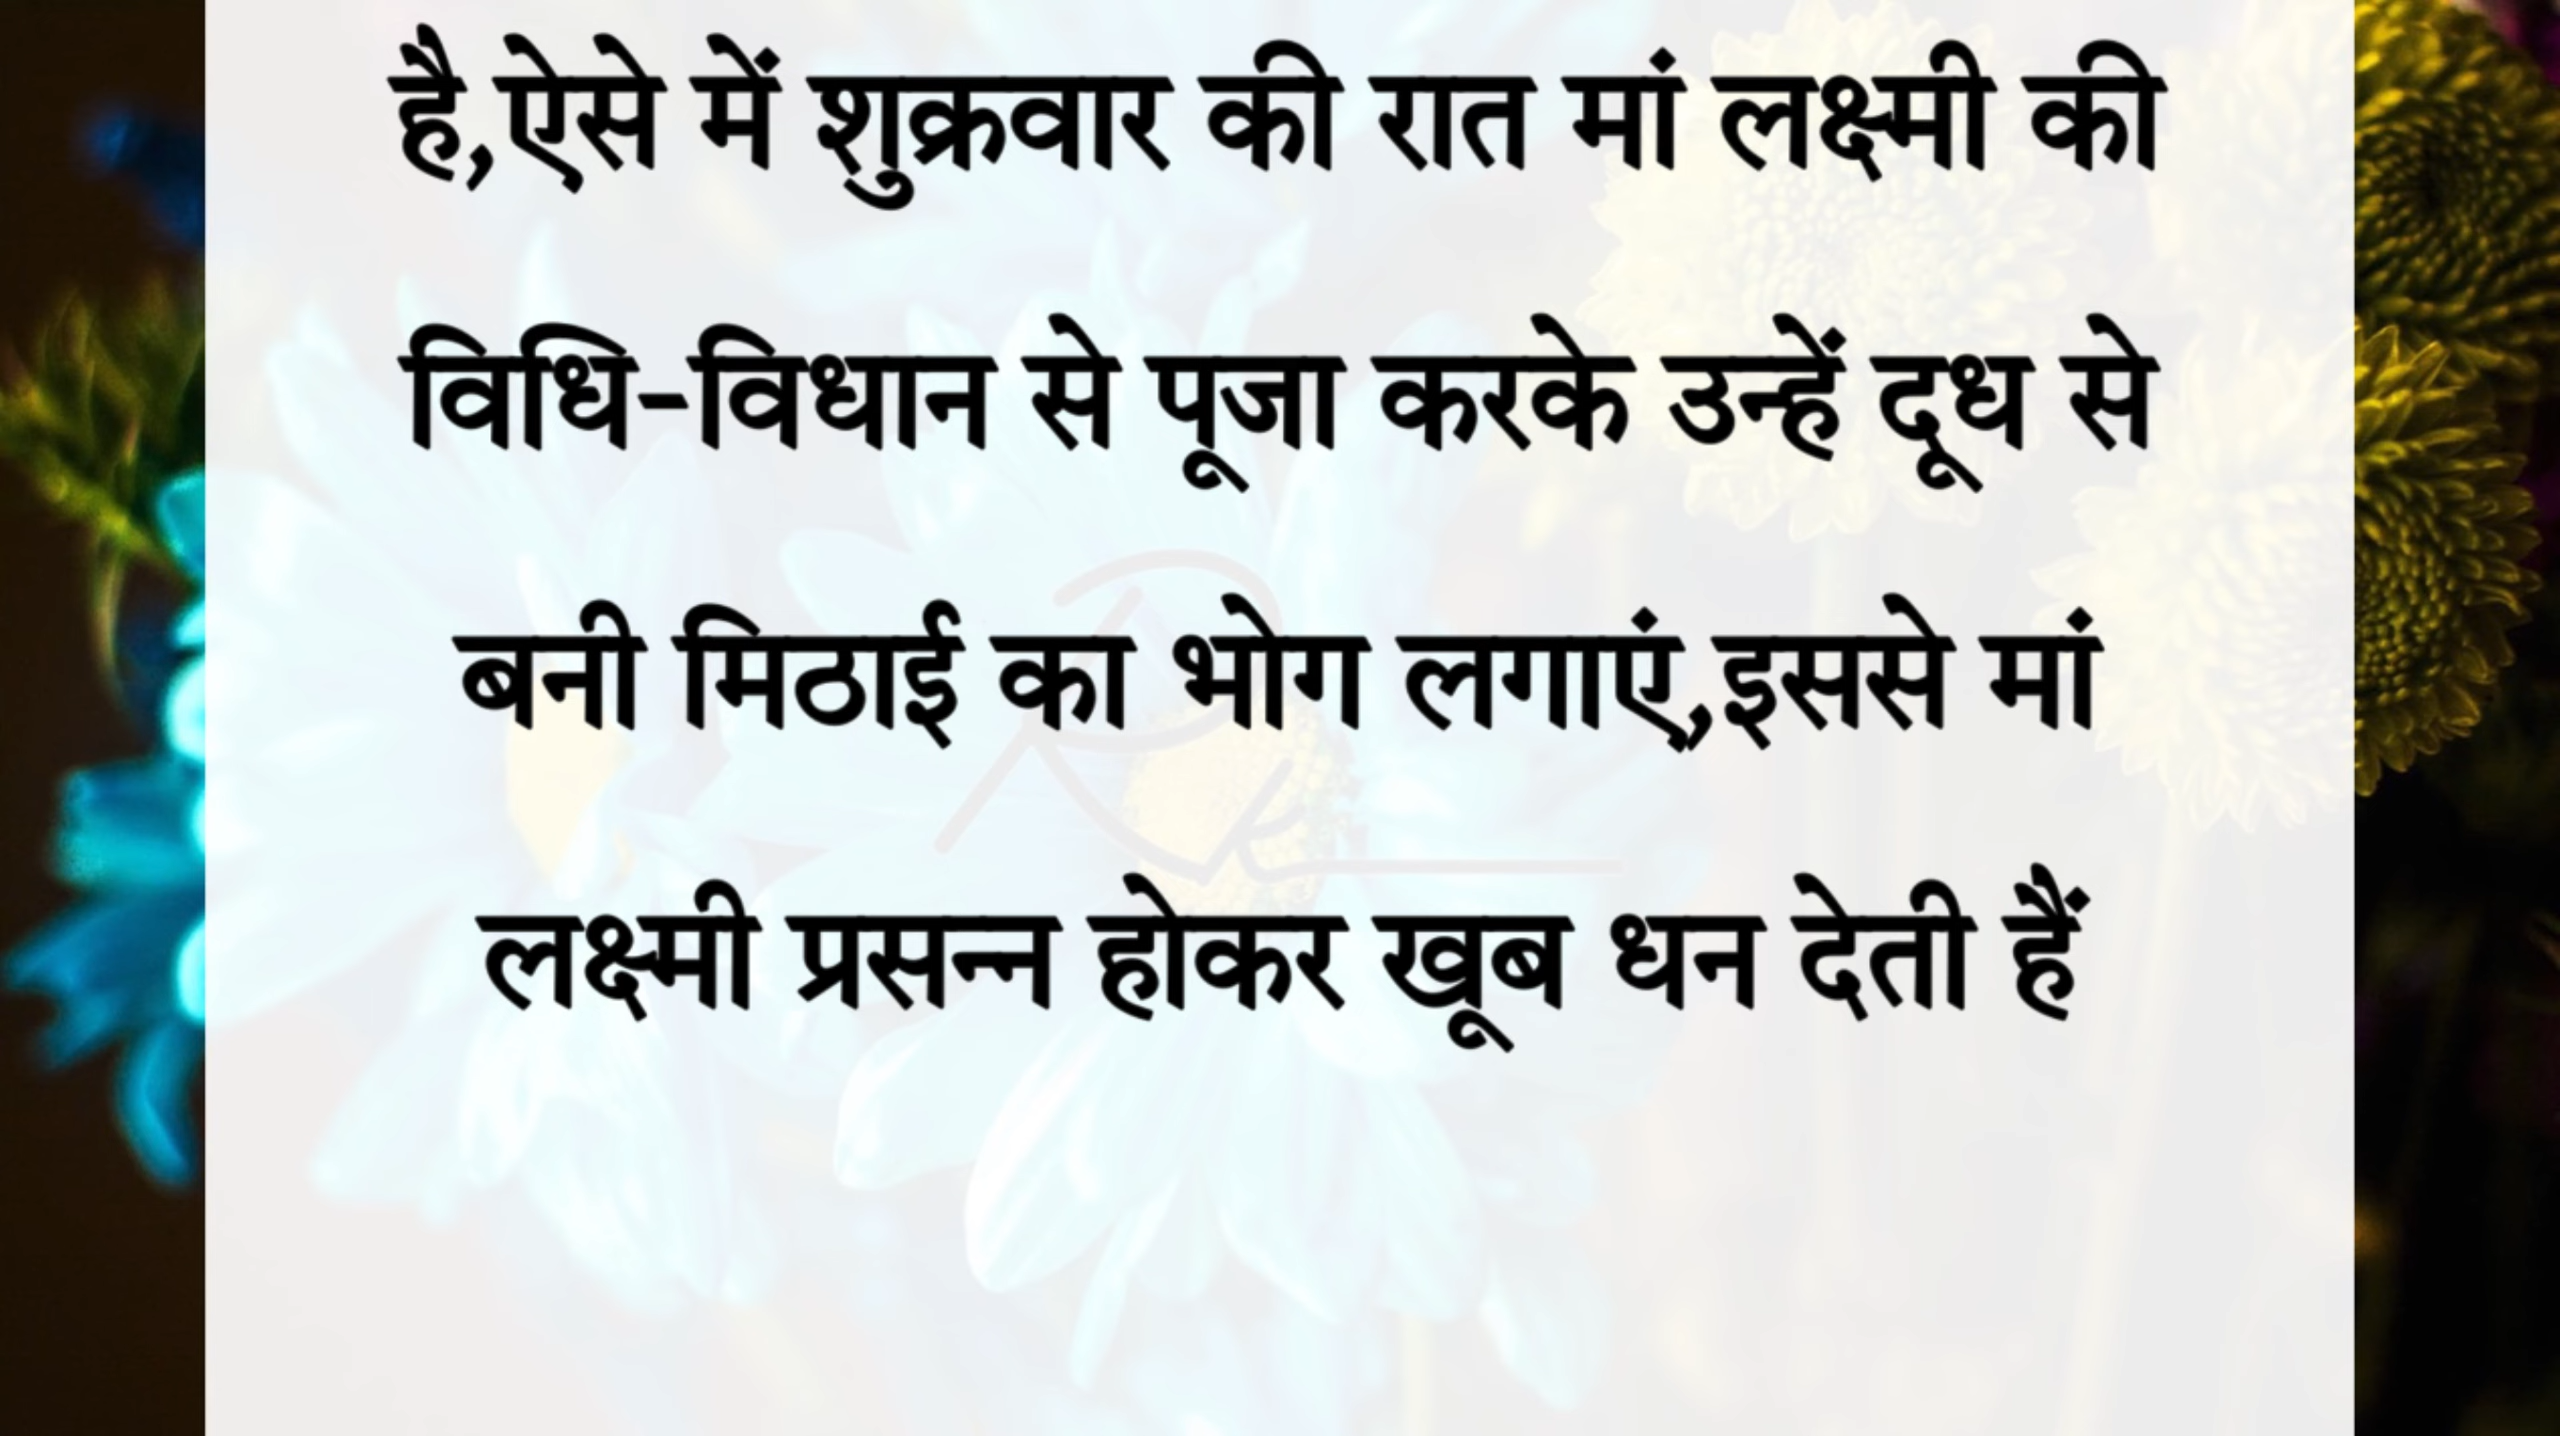 है,ऐसे में शुक्रवार की रात मां लक्ष्मी की
विधि-विधान से पूजा करके उन्हें दूध से
बनी मिठाई का भोग लगाएं,इससे मां
लक्ष्मी प्रसन्न होकर खूब धन देती हैं